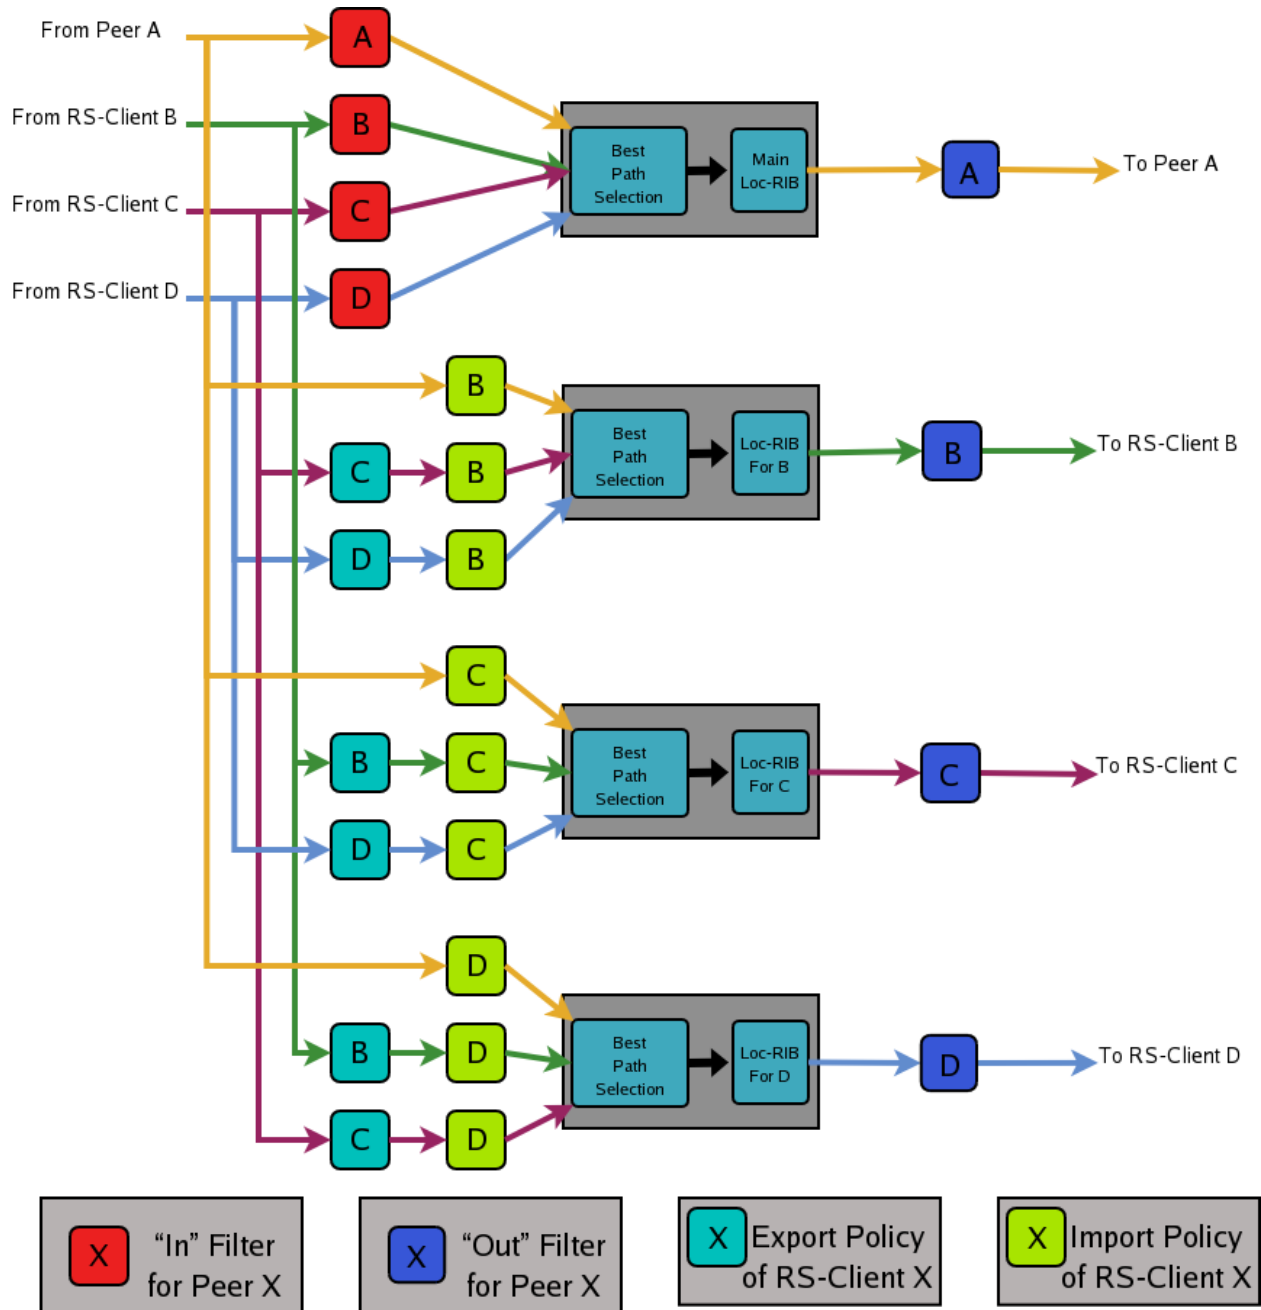 From Peer A
A
From RS-Client B
B
From RS-Client C
C
From RS-Client D
D
Best
Path
Selection
Main
Loc-RIB
A
To Peer A
B
C
B
D
B
Best
Path
Selection
Loc-RIB
For B
B
To RS-Client B
C
B
C
D
C
Best
Path
Selection
Loc-RIB
For C
C
To RS-Client C
D
B
D
C
D
Best
Path
Selection
Loc-RIB
For D
D
To RS-Client D
X
“In” Filter
for Peer X
X
“Out” Filter
for Peer X
X
Export Policy
of RS-Client X
X
Import Policy
of RS-Client X